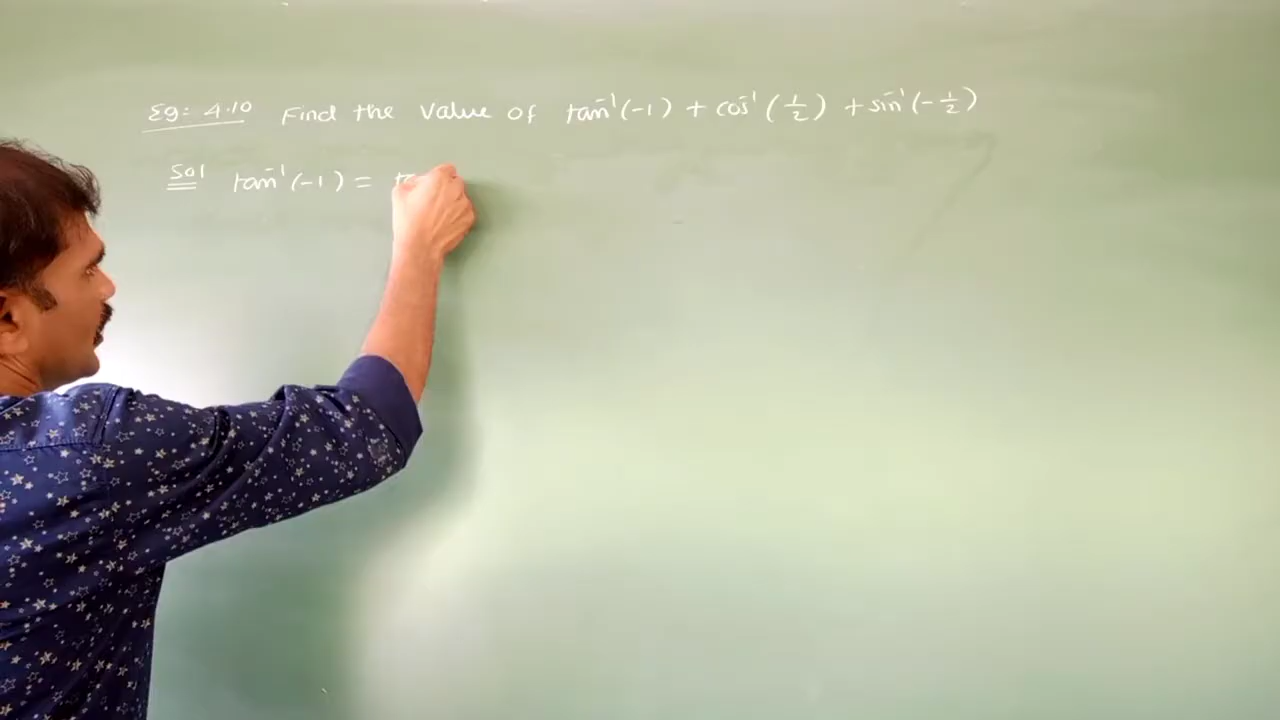 Eg: 4.10 Find the value of tan⁻¹(-1) + cos⁻¹(1/2) + sin⁻¹(-1/2)
Sol tan⁻¹(-1) =